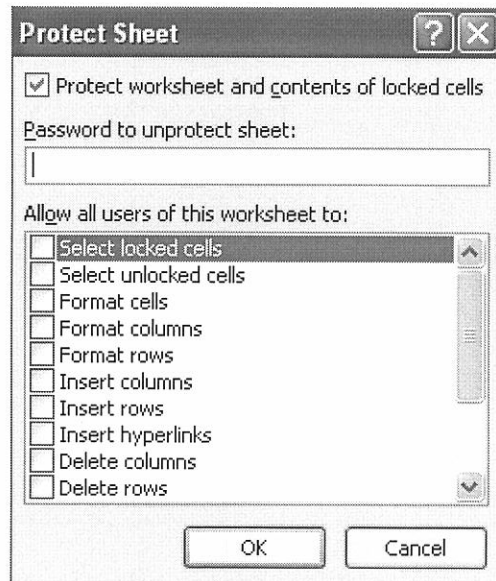 Protect Sheet
Protect worksheet and contents of locked cells
Password to unprotect sheet:
Allow all users of this worksheet to:
Select locked cells
Select unlocked cells
Format cells
Format columns
Format rows
Insert columns
Insert rows
Insert hyperlinks
Delete columns
Delete rows
OK
Cancel